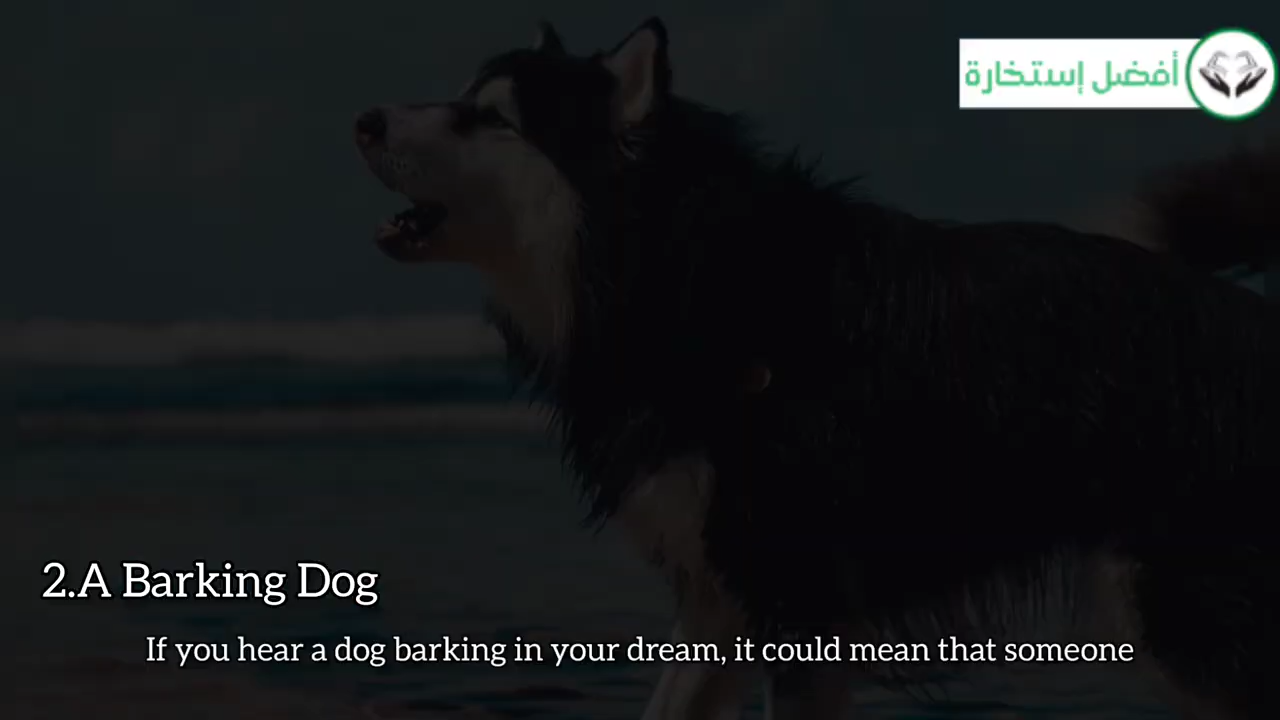 أفضل إستخارة
2.A Barking Dog
If you hear a dog barking in your dream, it could mean that someone